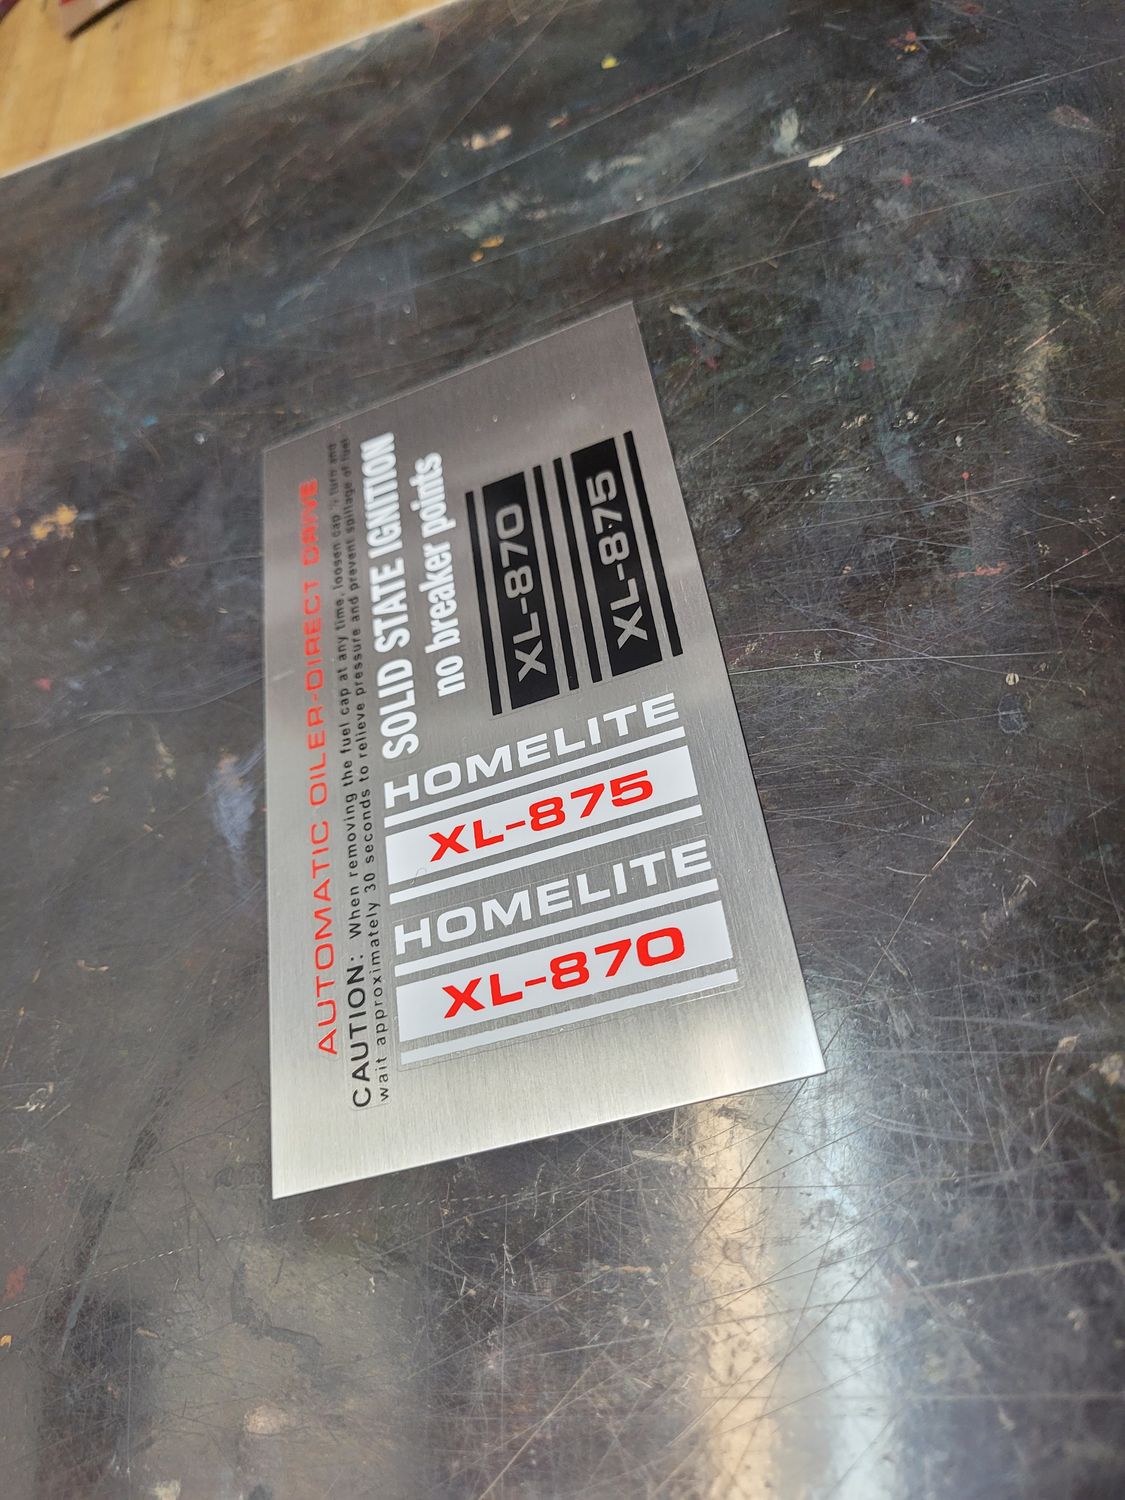 AUTOMATIC OILER-DIRECT DRIVE
CAUTION: When removing the fuel cap at any time, loosen cap turn and
wait approximately 30 seconds to relieve pressure and prevent spillage of fuel
SOLID STATE IGNITION
no breaker points
XL-870
XL-875
HOMELITE
XL-875
HOMELITE
XL-870